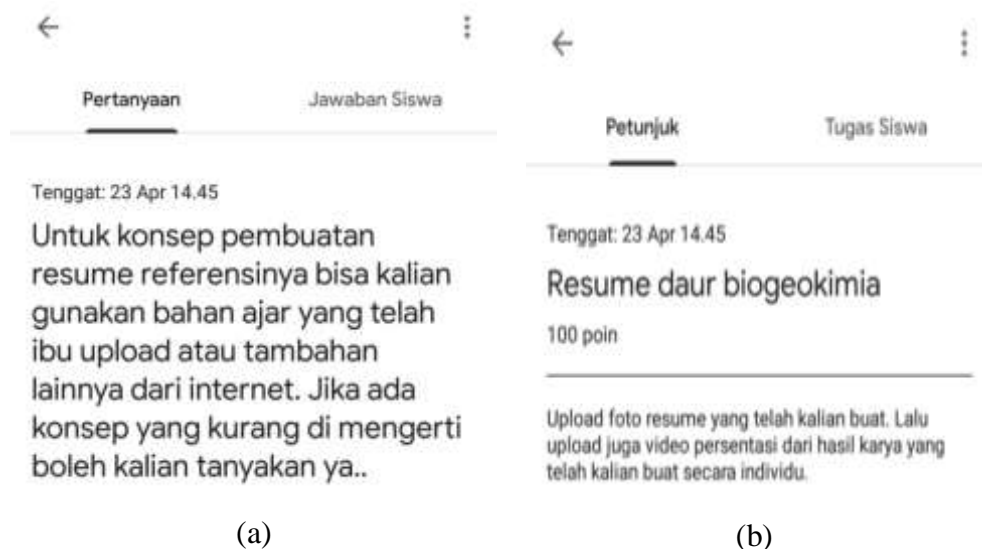 Pertanyaan
Jawaban Siswa
Tenggat: 23 Apr 14.45
Untuk konsep pembuatan
resume referensinya bisa kalian
gunakan bahan ajar yang telah
ibu upload atau tambahan
lainnya dari internet. Jika ada
konsep yang kurang di mengerti
boleh kalian tanyakan ya..
(a)
Petunjuk
Tugas Siswa
Tenggat: 23 Apr 14.45
Resume daur biogeokimia
100 poin
Upload foto resume yang telah kalian buat. Lalu
upload juga video persentasi dari hasil karya yang
telah kalian buat secara individu.
(b)